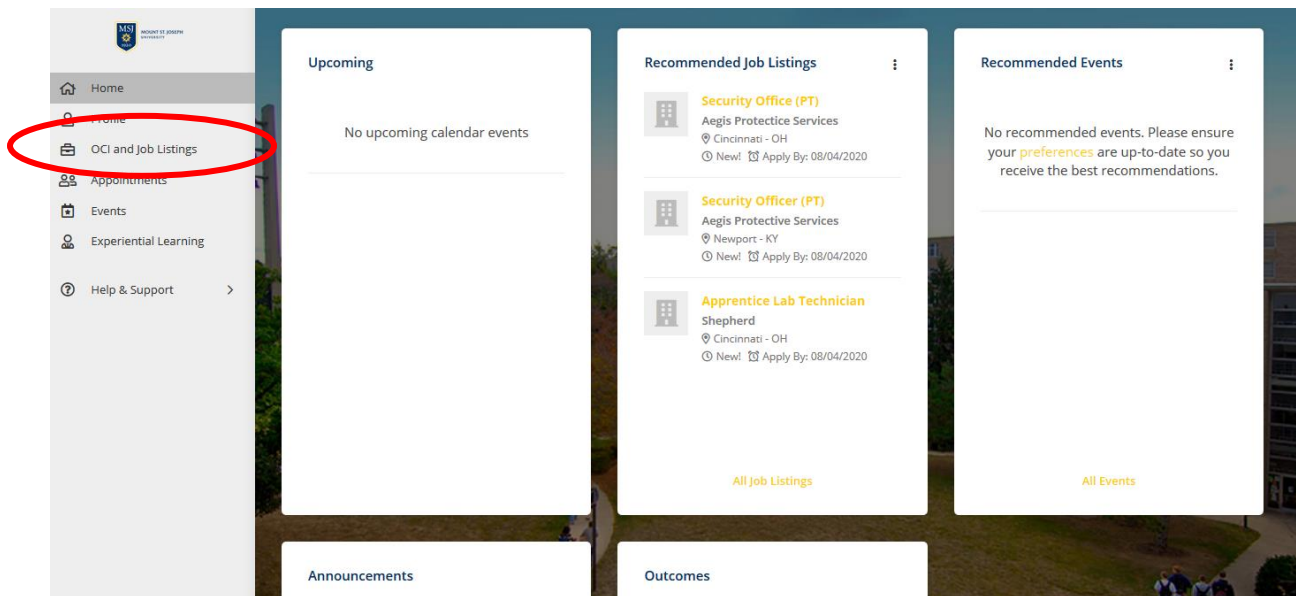 MSJ
MOUNT ST. JOSEPH
UNIVERSITY
1920
Home
Profile
OCI and Job Listings
Appointments
Events
Experiential Learning
Help & Support
Upcoming
No upcoming calendar events
Recommended Job Listings
Security Office (PT)
Aegis Protectice Services
Cincinnati - OH
New! Apply By: 08/04/2020
Security Officer (PT)
Aegis Protective Services
Newport - KY
New! Apply By: 08/04/2020
Apprentice Lab Technician
Shepherd
Cincinnati - OH
New! Apply By: 08/04/2020
All Job Listings
Recommended Events
No recommended events. Please ensure
your preferences are up-to-date so you
receive the best recommendations.
All Events
Announcements
Outcomes